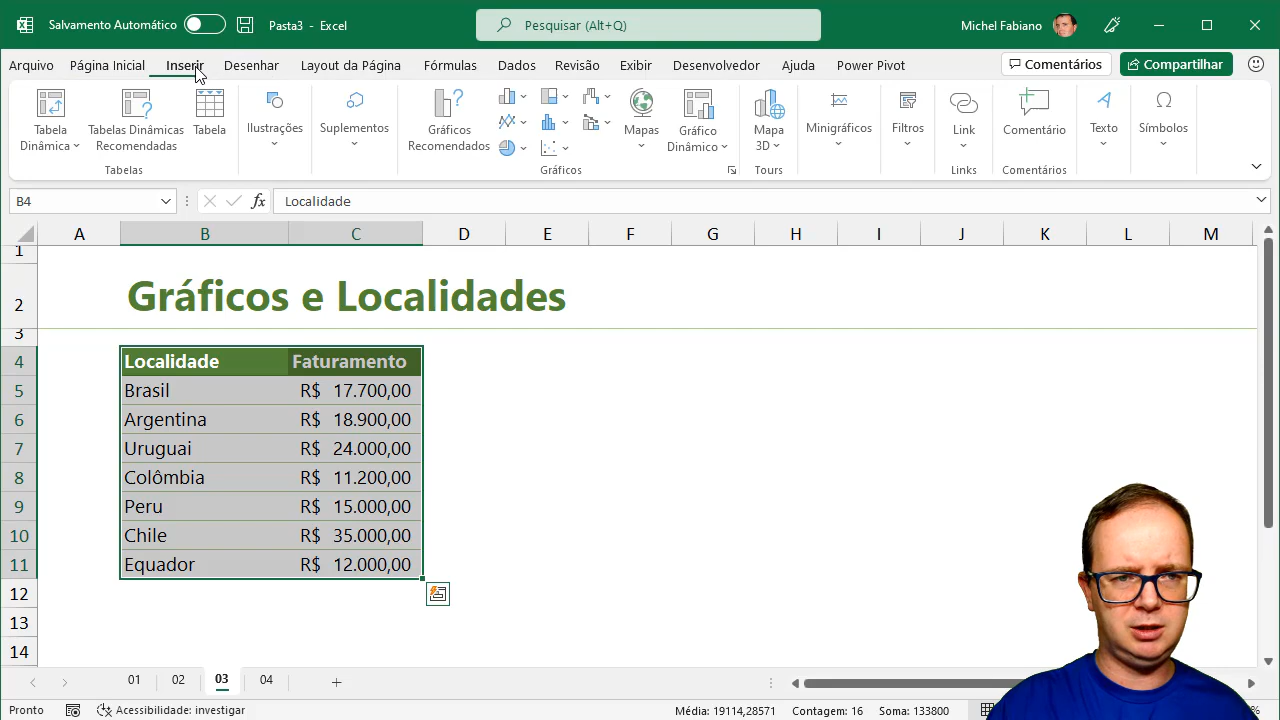 Salvamento Automático
Pasta3 - Excel
Pesquisar (Alt+Q)
Michel Fabiano
Arquivo Página Inicial Inserir Desenhar Layout da Página Fórmulas Dados Revisão Exibir Desenvolvedor Ajuda Power Pivot
Comentários
Compartilhar
Tabela Dinâmica
Tabelas Dinâmicas Recomendadas
Tabela
Ilustrações
Suplementos
Gráficos Recomendados
Mapas
Gráfico Dinâmico
Mapa 3D
Minigráficos
Filtros
Link
Comentário
Texto
Símbolos
Tabelas Gráficos Tours Links Comentários
B4
fx
Localidade
A B C D E F G H I J K L M
1
2 Gráficos e Localidades
3
4 Localidade Faturamento
5 Brasil R$ 17.700,00
6 Argentina R$ 18.900,00
7 Uruguai R$ 24.000,00
8 Colômbia R$ 11.200,00
9 Peru R$ 15.000,00
10 Chile R$ 35.000,00
11 Equador R$ 12.000,00
12
13
14
01 02 03 04
Pronto
Acessibilidade: investigar
Média: 19114,28571 Contagem: 16 Soma: 133800